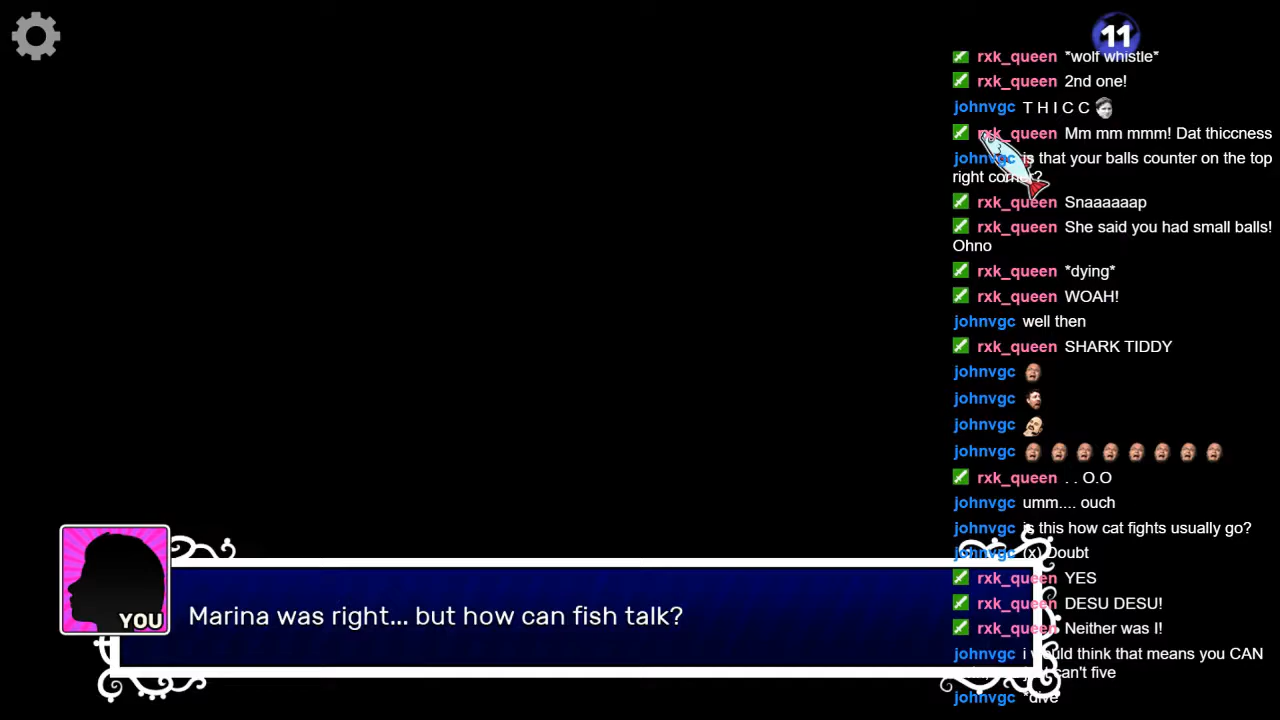 11
rxk_queen *wolf whistle*
rxk_queen 2nd one!
johnvgc T H I C C
rxk_queen Mm mm mmm! Dat thiccness
johnvgc is that your balls counter on the top
right corner?
rxk_queen Snaaaaaap
rxk_queen She said you had small balls!
Ohno
rxk_queen *dying*
rxk_queen WOAH!
johnvgc well then
rxk_queen SHARK TIDDY
johnvgc
johnvgc
johnvgc
johnvgc
rxk_queen . . O.O
johnvgc umm.... ouch
johnvgc is this how cat fights usually go?
johnvgc (x) Doubt
rxk_queen YES
rxk_queen DESU DESU!
rxk_queen Neither was I!
johnvgc i would think that means you CAN
can't five
johnvgc *dive
YOU
Marina was right... but how can fish talk?